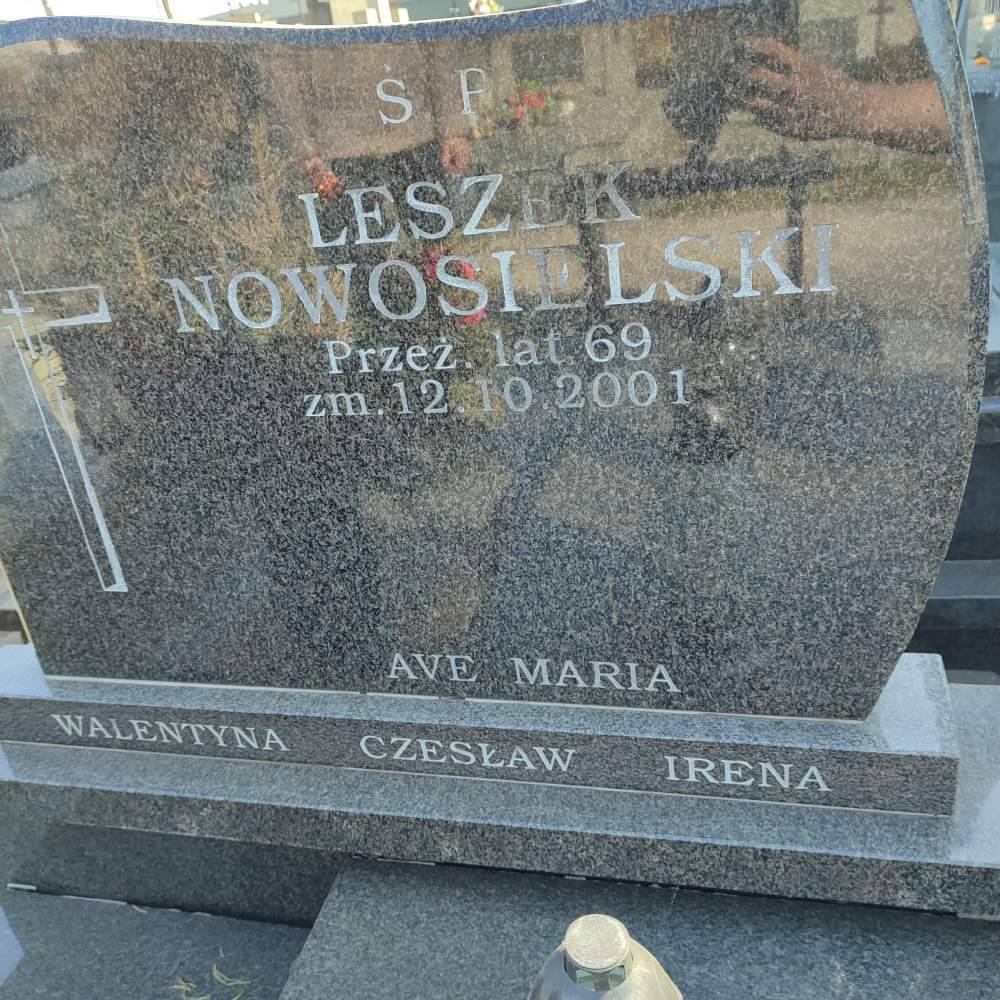 Ś. P.
LESZEK
NOWOSIELSKI
Przeż. lat 69
zm. 12.10.2001
AVE MARIA
WALENTYNA CZESŁAW IRENA